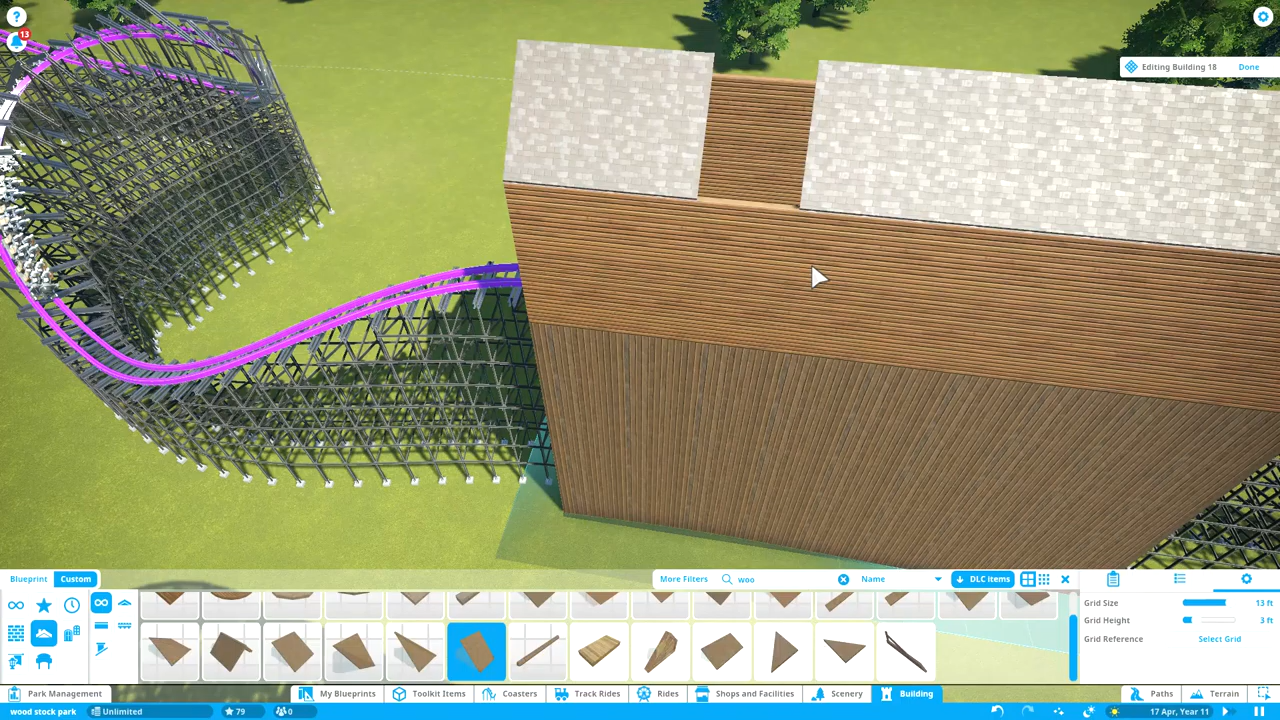 ?
13
Editing Building 18 Done
Blueprint Custom
More Filters woo Name DLC items
Grid Size 13 ft
Grid Height 3 ft
Grid Reference Select Grid
Park Management My Blueprints Toolkit Items Coasters Track Rides Rides Shops and Facilities Scenery Building Paths Terrain
wood stock park Unlimited 79 0 17 Apr, Year 11